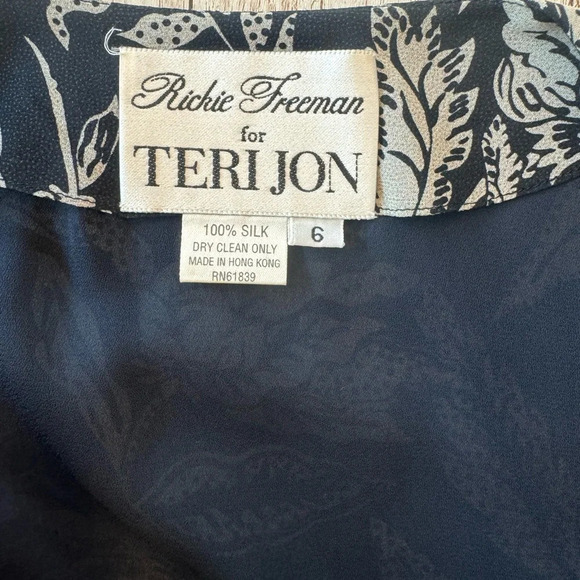 Rickie Freeman
for
TERI JON
100% SILK
DRY CLEAN ONLY
MADE IN HONG KONG
RN61839
6